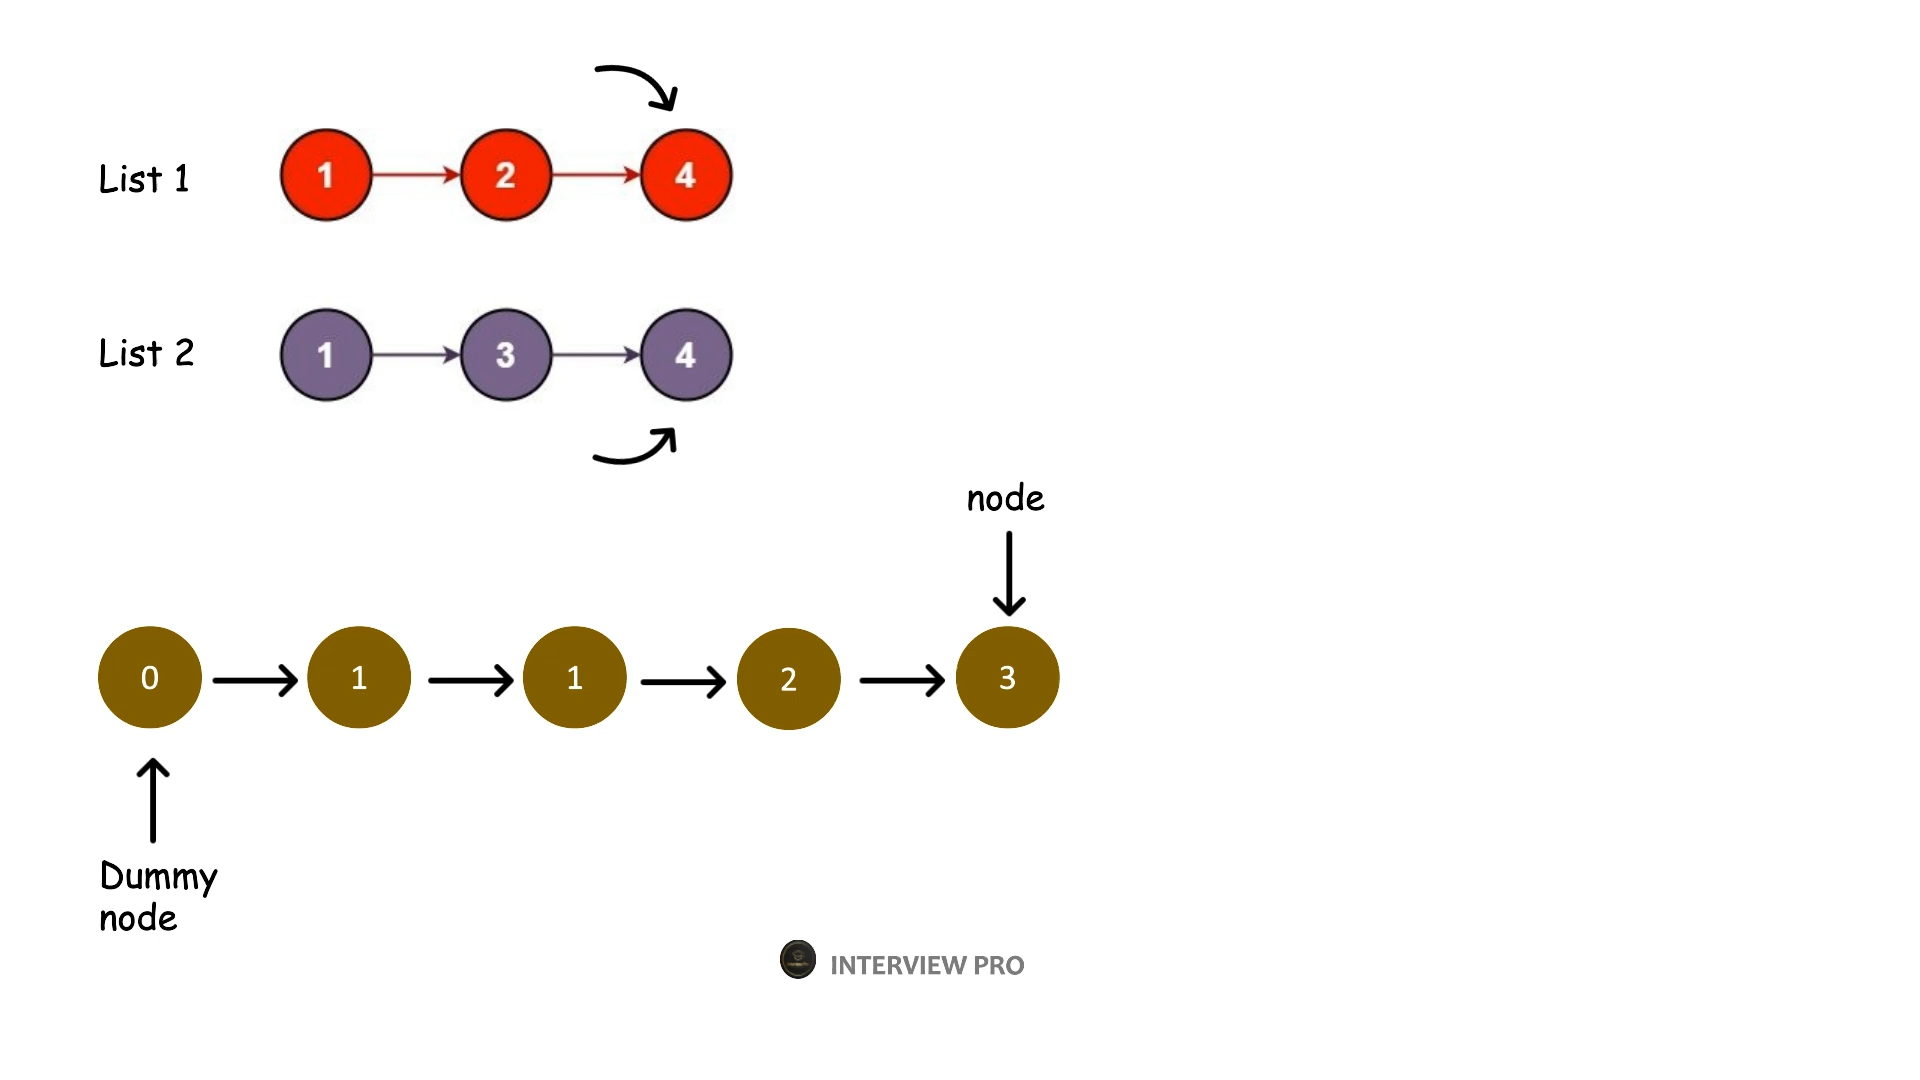 List 1
1 2 4
List 2
1 3 4
node
0 1 1 2 3
Dummy
node
INTERVIEW PRO